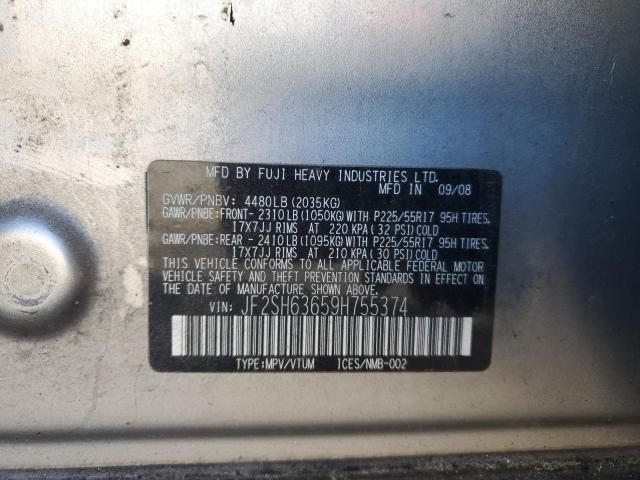 MFD BY FUJI HEAVY INDUSTRIES LTD.
MFD IN 09/08
GVWR/PNBV: 4480LB (2035KG)
GAWR/PNBE:FRONT- 2310LB(1050KG)WITH P225/55R17 95H TIRES.
17X7JJ RIMS AT 220 KPA(32 PSI)COLD
GAWR/PNBE:REAR - 2410LB(1095KG)WITH P225/55R17 95H TIRES.
17X7JJ RIMS AT 210 KPA(30 PSI)COLD
THIS VEHICLE CONFORMS TO ALL APPLICABLE FEDERAL MOTOR
VEHICLE SAFETY AND BUMPER STANDARDS IN EFFECT ON
THE DATE OF MANUFACTURE SHOWN ABOVE.
VIN: JF2SH63659H755374
TYPE:MPV/VTUM ICES/NMB-002